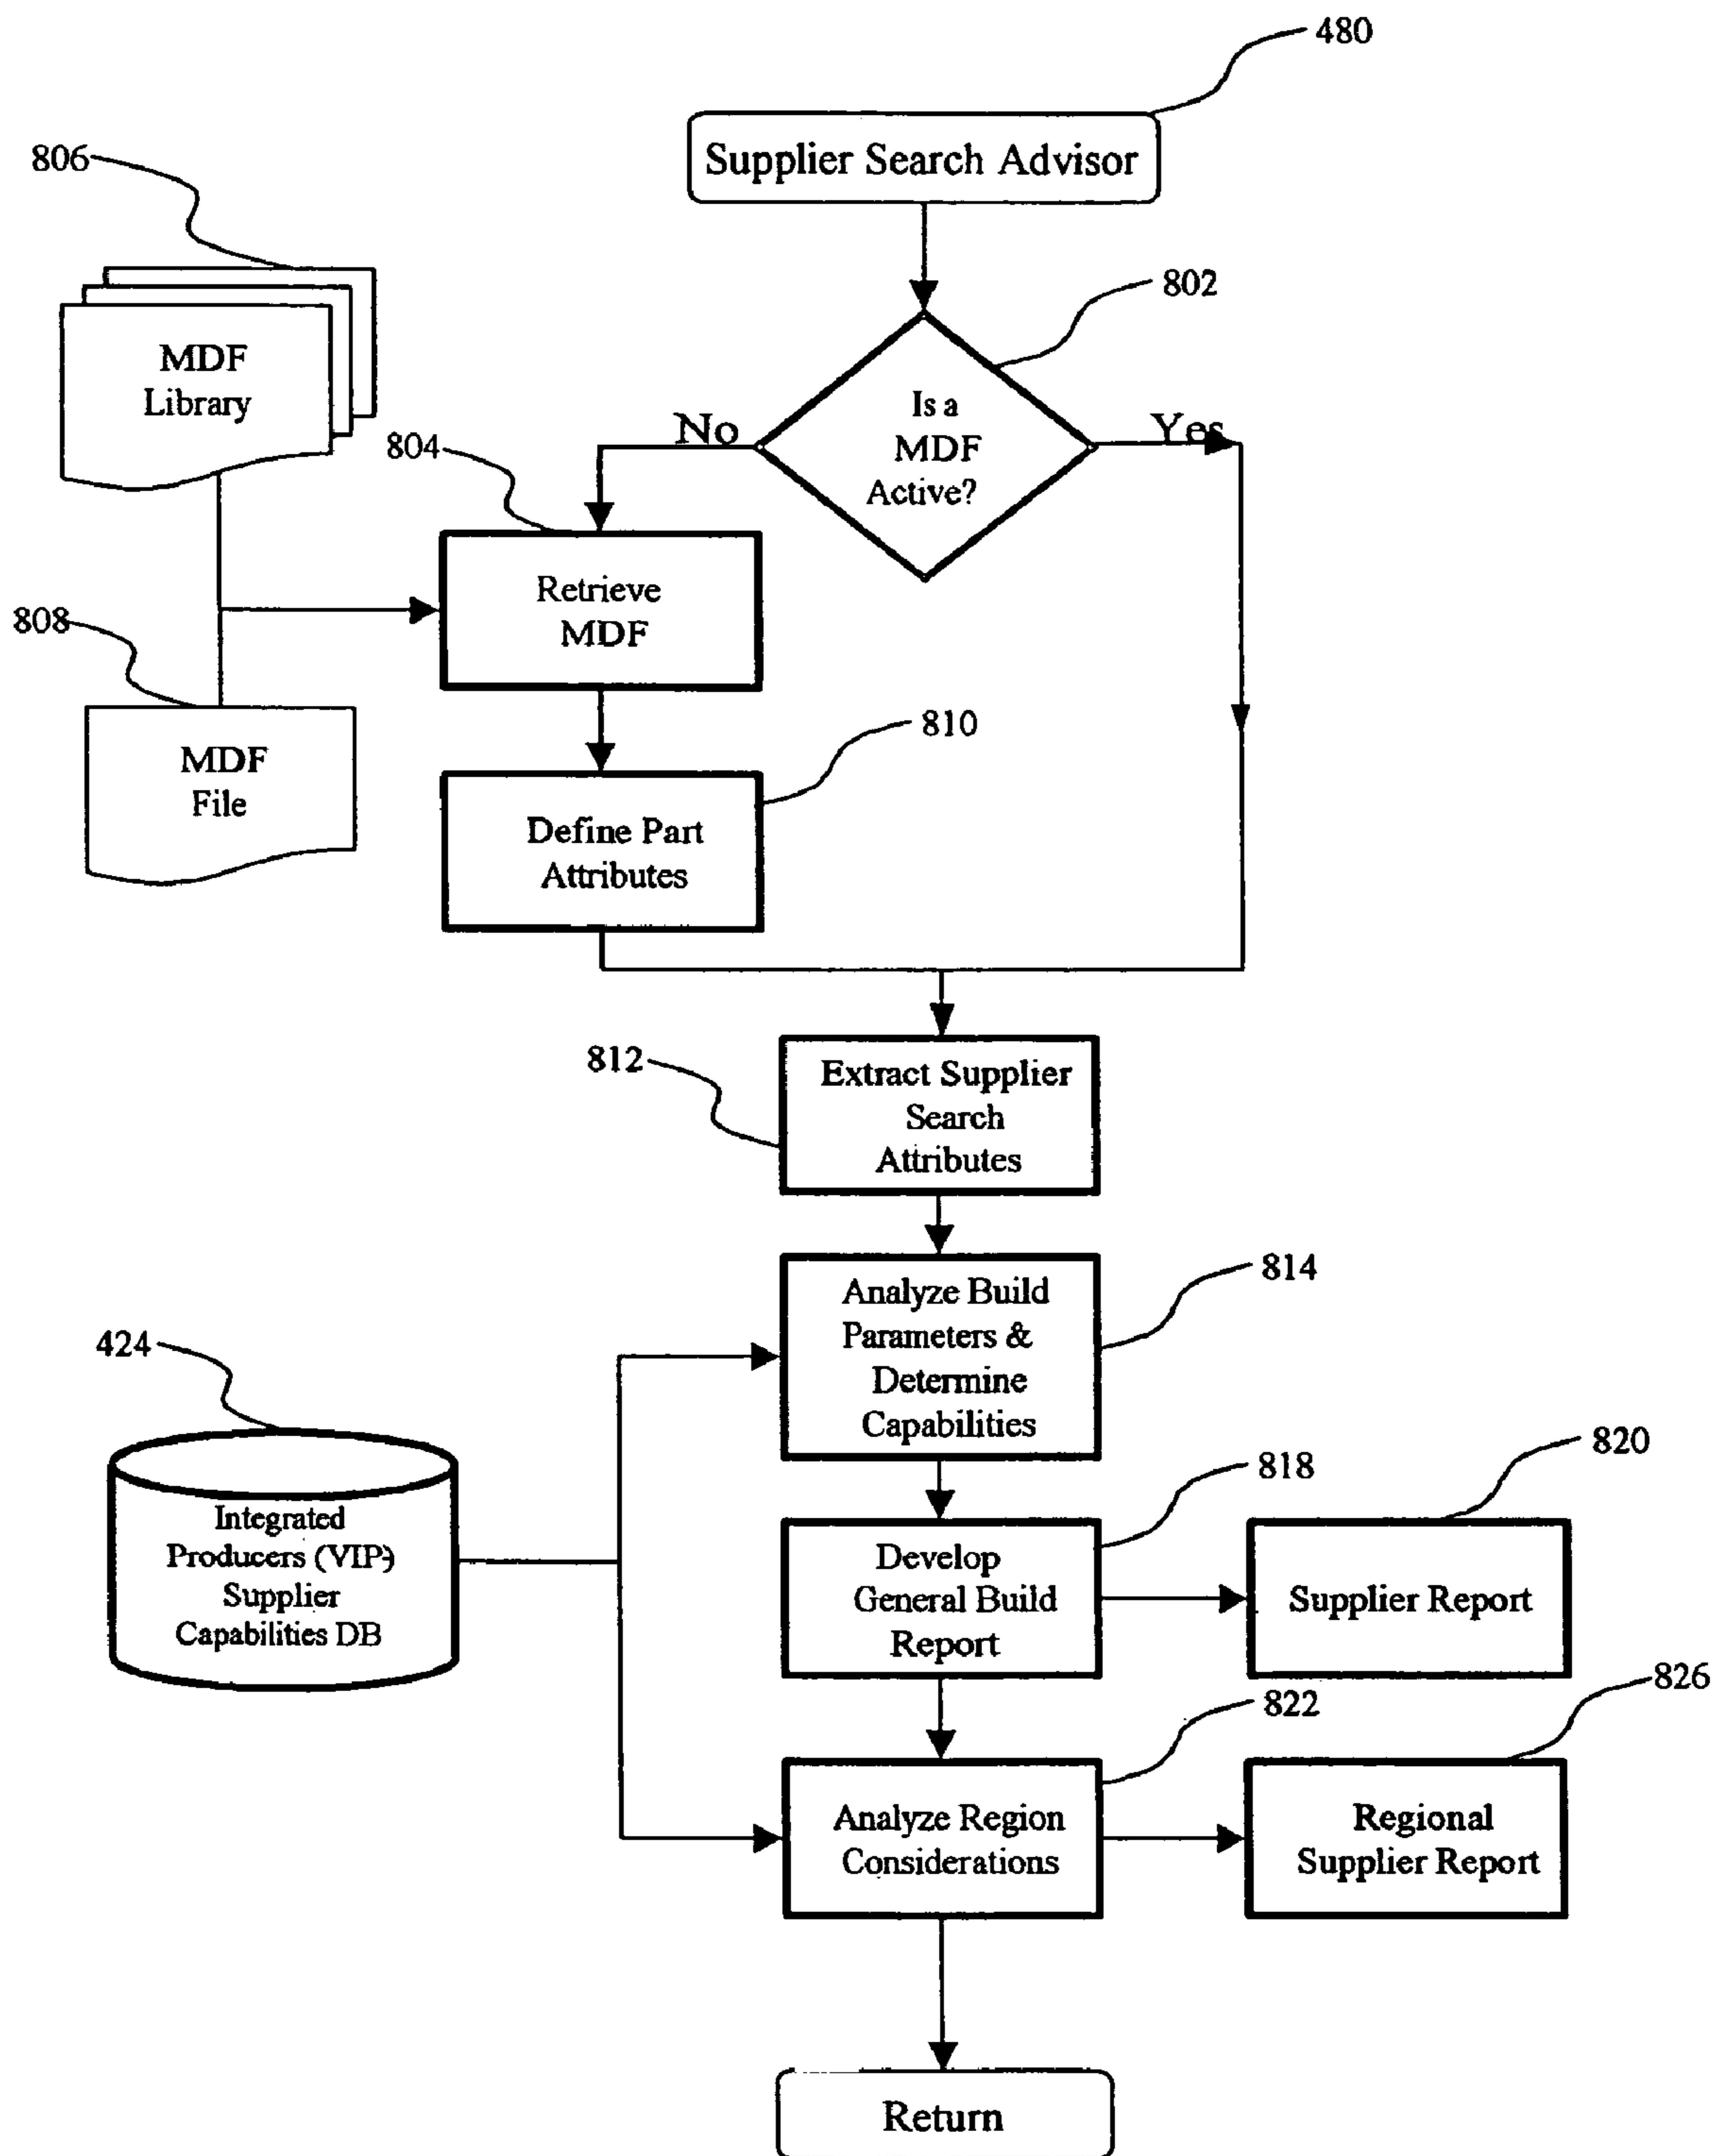 480
Supplier Search Advisor
806
802
MDF
Library
Is a
MDF
Active?
No
Yes
804
Retrieve
MDF
808
MDF
File
810
Define Part
Attributes
812
Extract Supplier
Search
Attributes
814
Analyze Build
Parameters &
Determine
Capabilities
424
Integrated
Producers (VIP)
Supplier
Capabilities DB
818
820
Develop
General Build
Report
Supplier Report
822
826
Analyze Region
Considerations
Regional
Supplier Report
Return